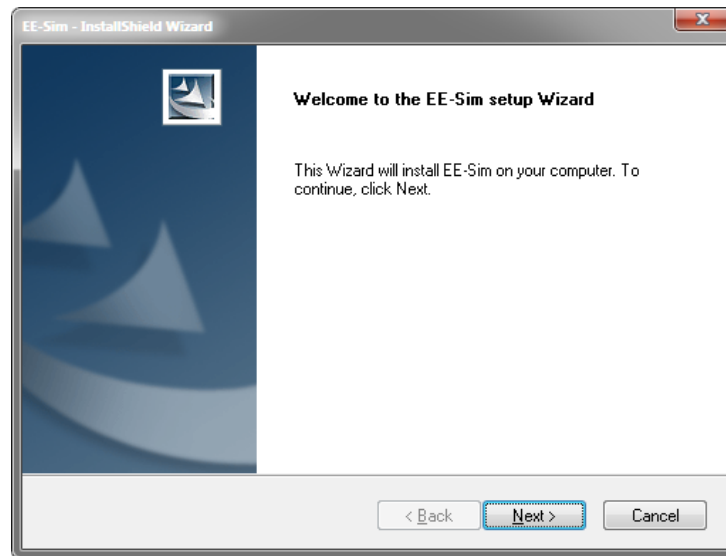 EE-Sim - InstallShield Wizard
Welcome to the EE-Sim setup Wizard
This Wizard will install EE-Sim on your computer. To
continue, click Next.
< Back Next > Cancel